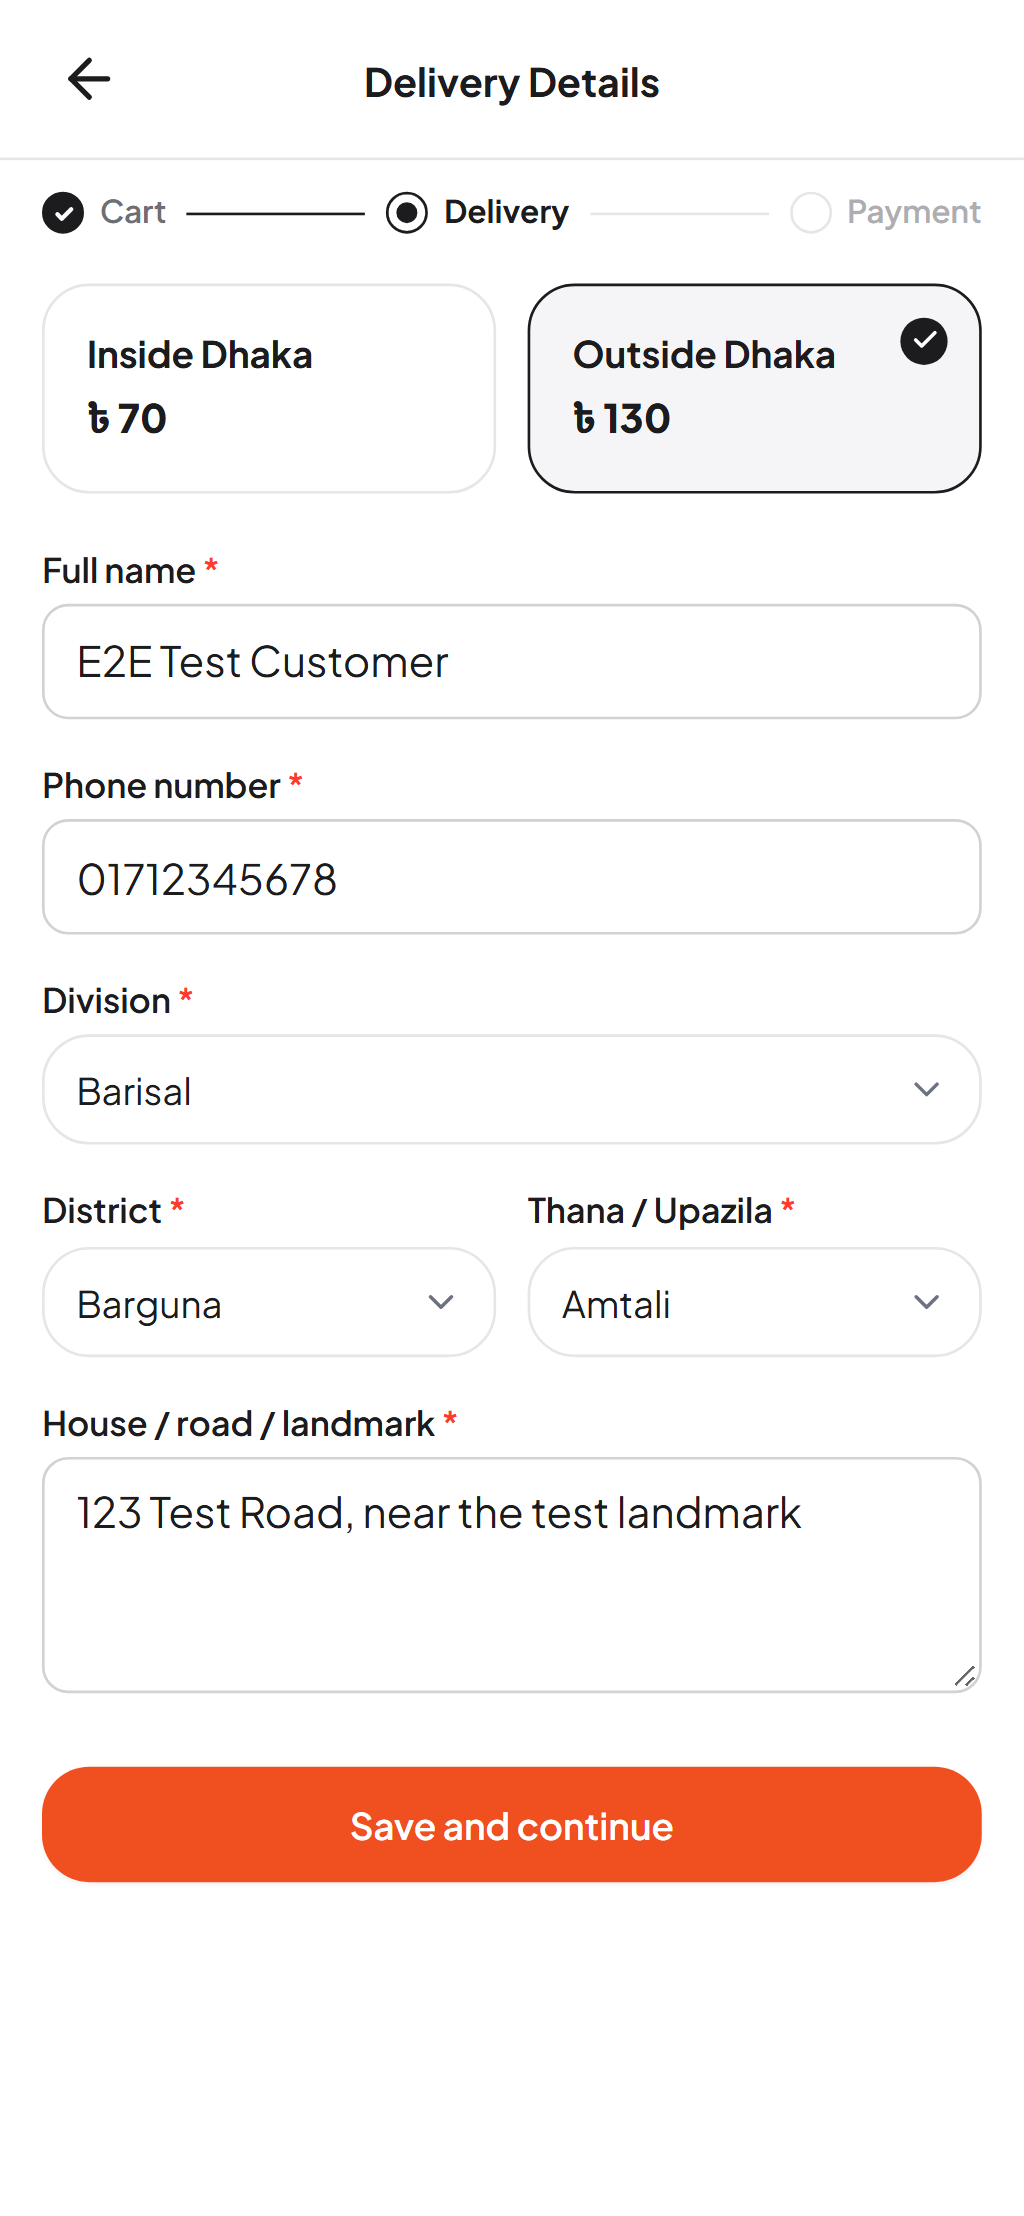 Delivery Details
Cart Delivery Payment
Inside Dhaka
৳ 70
Outside Dhaka
৳ 130
Full name *
E2E Test Customer
Phone number *
01712345678
Division *
Barisal
District *
Barguna
Thana / Upazila *
Amtali
House / road / landmark *
123 Test Road, near the test landmark
Save and continue